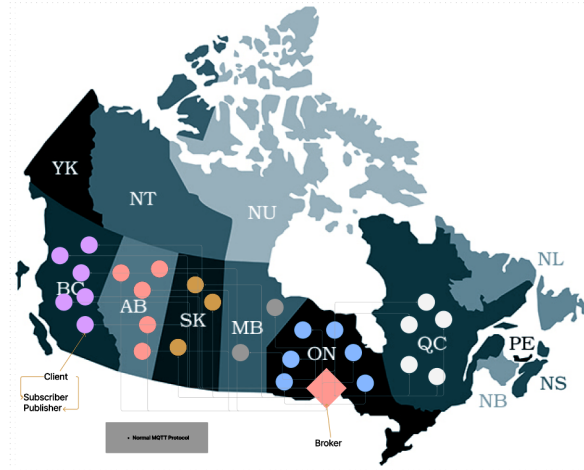 YK
NT
NU
NL
BC
AB
SK
MB
ON
QC
PE
NB
NS
Client
Subscriber
Publisher
Broker
• Normal MQTT Protocol